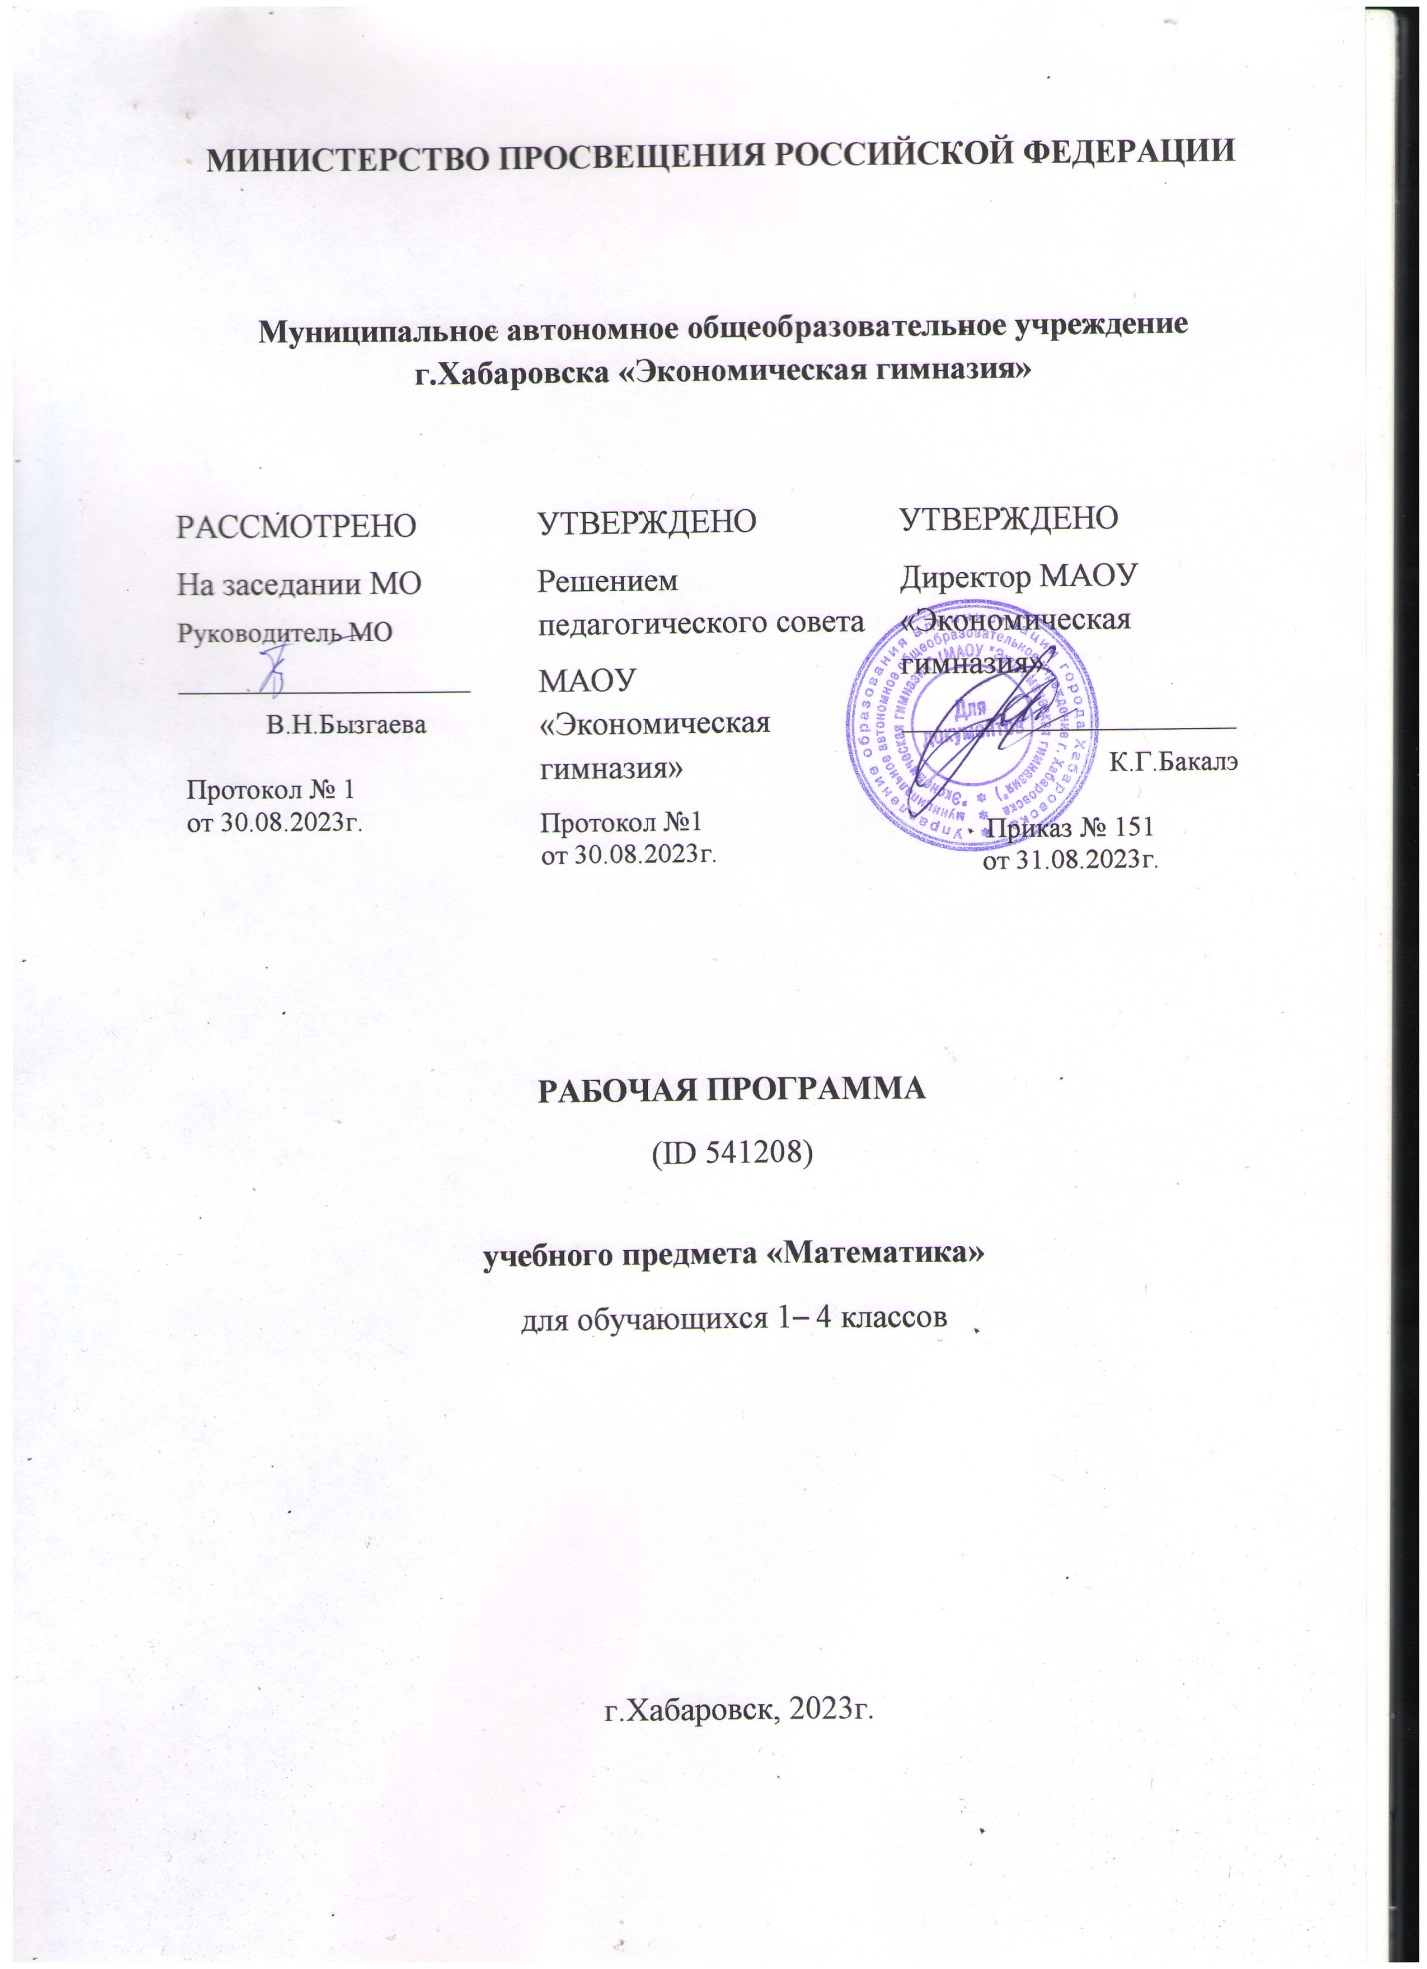 МИНИСТЕРСТВО ПРОСВЕЩЕНИЯ РОССИЙСКОЙ ФЕДЕРАЦИИ
Муниципальное автономное общеобразовательное учреждение
г.Хабаровска «Экономическая гимназия»
РАССМОТРЕНО
На заседании МО
Руководитель МО
В.Н.Бызгаева
Протокол № 1
от 30.08.2023г.
УТВЕРЖДЕНО
Решением
педагогического совета
МАОУ
«Экономическая
гимназия»
Протокол №1
от 30.08.2023г.
УТВЕРЖДЕНО
Директор МАОУ
«Экономическая
гимназия»
К.Г.Бакалэ
Приказ № 151
от 31.08.2023г.
Для
документов
РАБОЧАЯ ПРОГРАММА
(ID 541208)
учебного предмета «Математика»
для обучающихся 1– 4 классов
г.Хабаровск, 2023г.